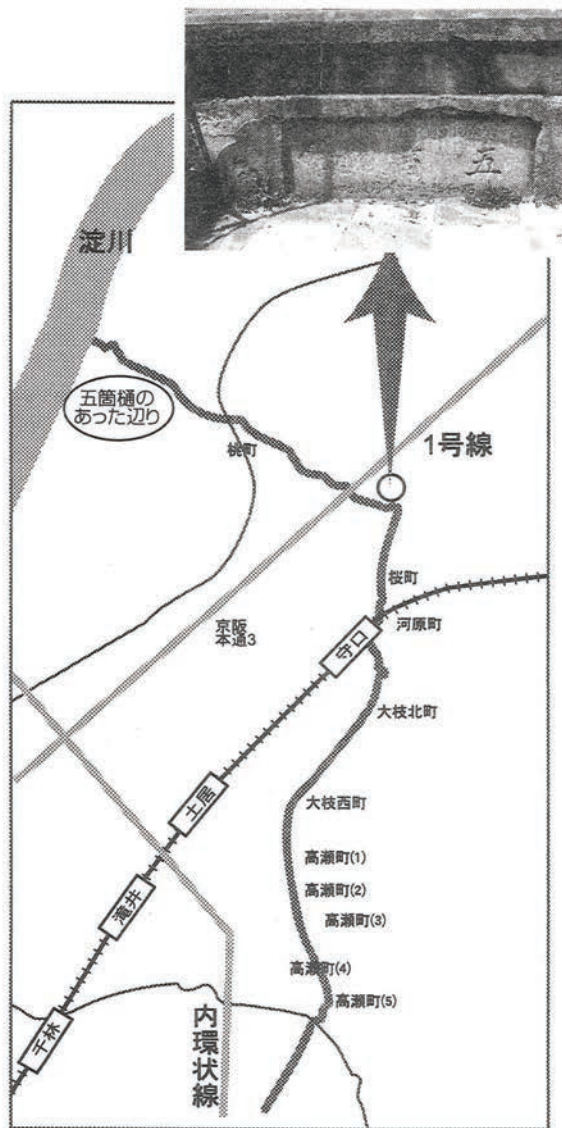 五
淀川
五箇樋の
あった辺り
桃町
1号線
桜町
京阪
本通3
守口
河原町
大枝北町
土居
大枝西町
高瀬町(1)
高瀬町(2)
滝井
高瀬町(3)
高瀬町(4)
高瀬町(5)
千林
内環状線